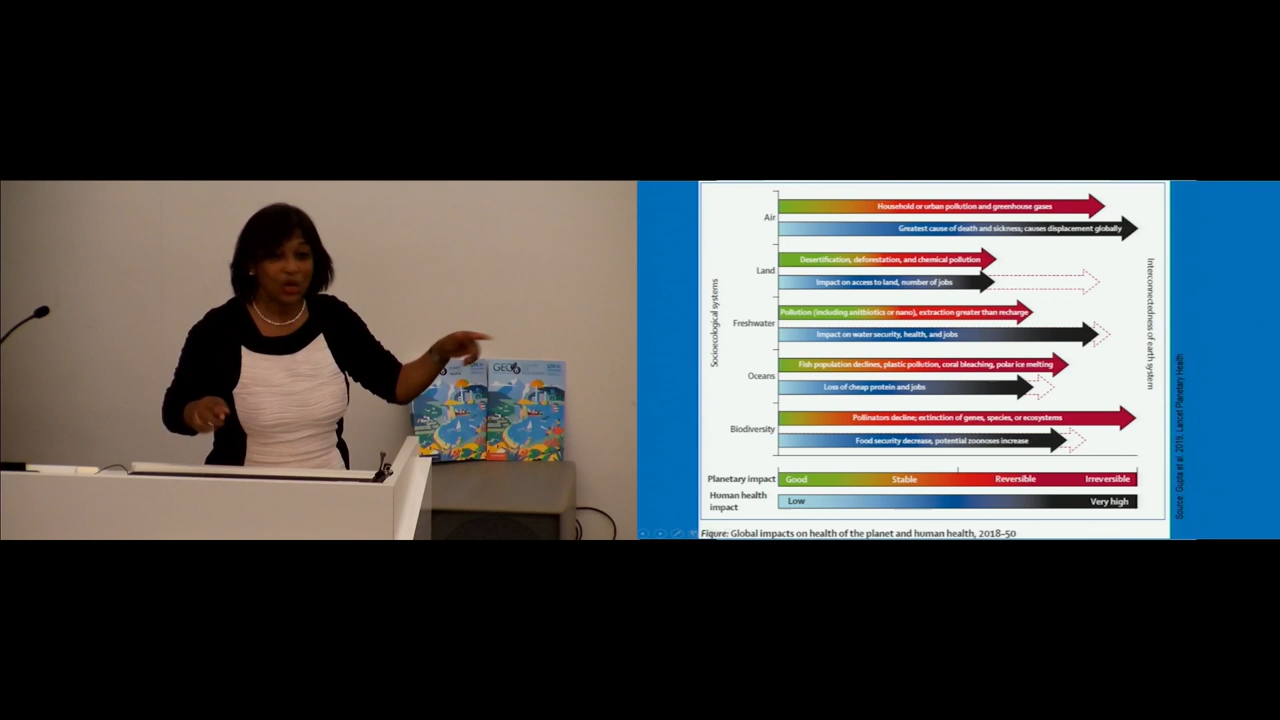 GEO
6
Air
Household or urban pollution and greenhouse gases
Greatest cause of death and sickness; causes displacement globally
Land
Desertification, deforestation, and chemical pollution
Impact on access to land, number of jobs
Freshwater
Pollution (including anitbiotics or nano), extraction greater than recharge
Impact on water security, health, and jobs
Oceans
Fish population declines, plastic pollution, coral bleaching, polar ice melting
Loss of cheap protein and jobs
Biodiversity
Pollinators decline; extinction of genes, species, or ecosystems
Food security decrease, potential zoonoses increase
Socioecological systems
Interconnectedness of earth system
Planetary impact
Good Stable Reversible Irreversible
Human health
impact
Low Very high
Figure: Global impacts on health of the planet and human health, 2018–50
Source: Gupta et al. 2019, Lancet Planetary Health